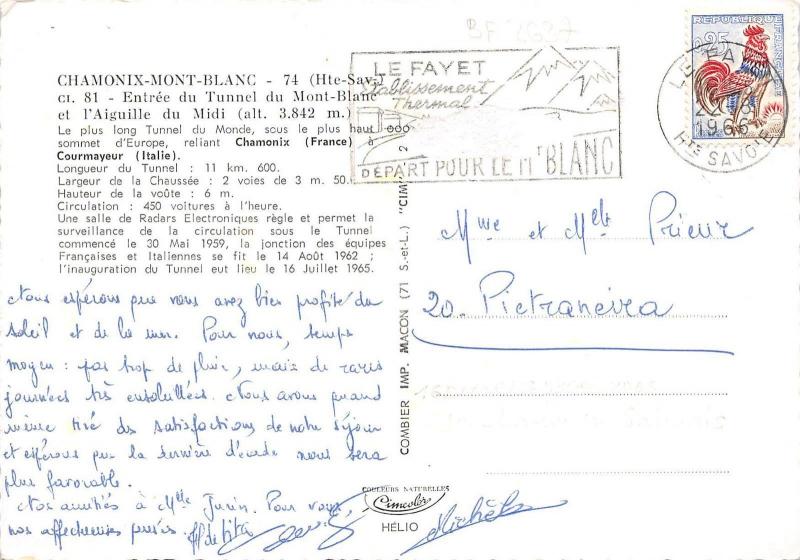 BF 2627
CHAMONIX-MONT-BLANC - 74 (Hte-Sav.)
CI. 81 - Entrée du Tunnel du Mont-Blanc
et l'Aiguille du Midi (alt. 3.842 m.)
Le plus long Tunnel du Monde, sous le plus haut
sommet d'Europe, reliant Chamonix (France) à
Courmayeur (Italie).
Longueur du Tunnel : 11 km. 600.
Largeur de la Chaussée : 2 voies de 3 m. 50.
Hauteur de la voûte : 6 m.
Circulation : 450 voitures à l'heure.
Une salle de Radars Electroniques règle et permet la
surveillance de la circulation sous le Tunnel
commencé le 30 Mai 1959, la jonction des équipes
Françaises et Italiennes se fit le 14 Août 1962 ;
l'inauguration du Tunnel eut lieu le 16 Juillet 1965.
LE FAYET
Etablissement
Thermal
DÉPART POUR LE Mt BLANC
RÉPUBLIQUE
FRANÇAISE
0,25
1966
Hte SAVOIE
Nous espérons que vous avez bien profité du
soleil et de la mer. Pour nous, temps
moyen : pas trop de pluie, mais de rares
journées très ensoleillées. Nous avons quand
même tiré des satisfactions de notre séjour
et espérons que la dernière décade nous sera
plus favorable.
Nos amitiés à Mlle Junin. Pour vous,
nos affectueuses pensées.
Michèle
COMBIER IMP. MACON (71 S.-et-L.) "CIM"
COULEURS NATURELLES
Cimcolor
HÉLIO
Mme et Melle Prieur
20. Pietraneira